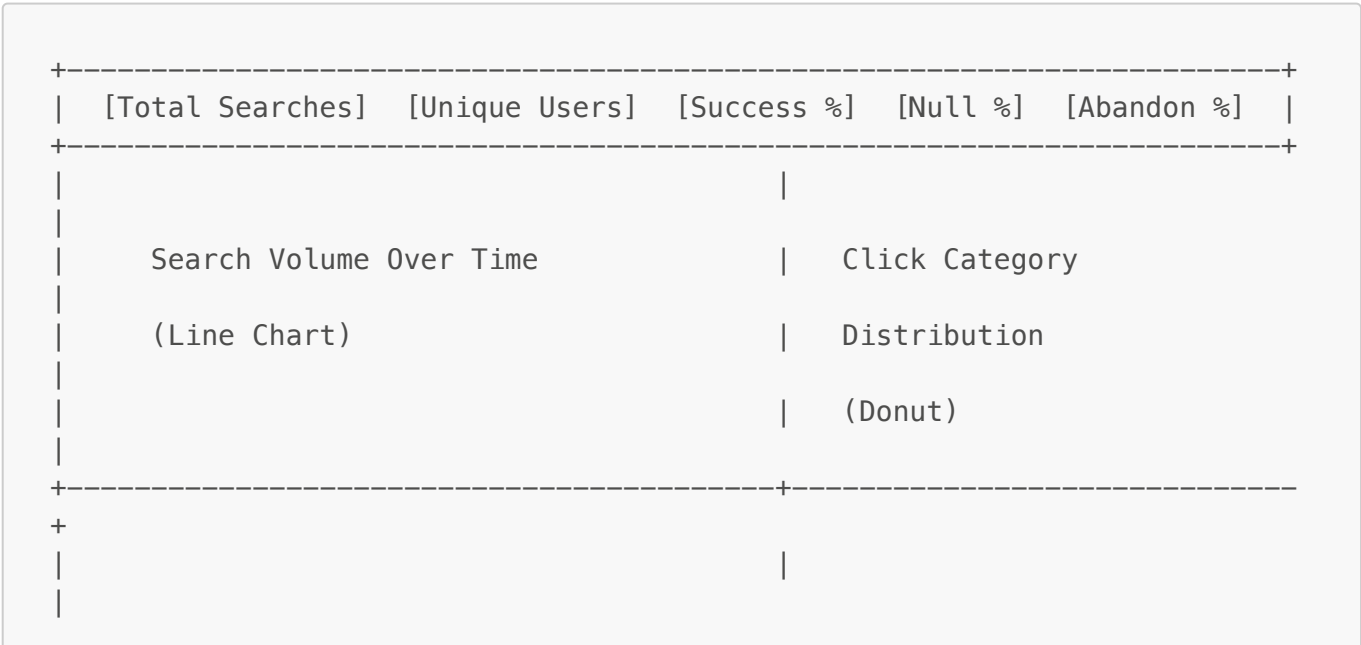 +--------------------------------------------------------------+
|  [Total Searches]  [Unique Users]  [Success %]  [Null %]  [Abandon %]  |
+--------------------------------------------------------------+
|                                    |
|
|    Search Volume Over Time            |   Click Category
|
|    (Line Chart)                       |   Distribution
|
|                                    |   (Donut)
|
+------------------------------------+--------------------------
+
|                                    |
|